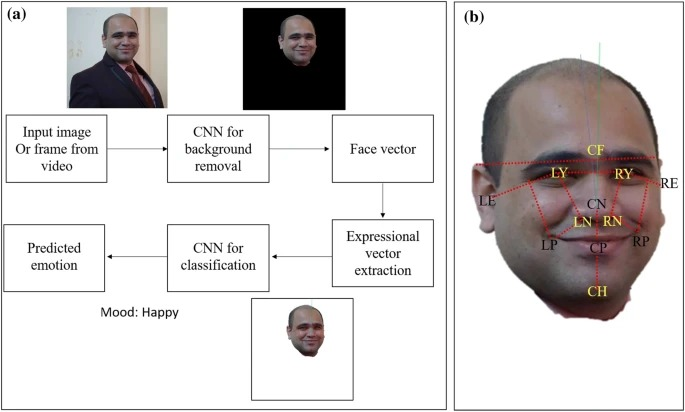 (a)
Input image
Or frame from
video
CNN for
background
removal
Face vector
Predicted
emotion
CNN for
classification
Expressional
vector
extraction
Mood: Happy
(b)
CF
LY RY
LE RE
CN
LN RN
LP CP RP
CH